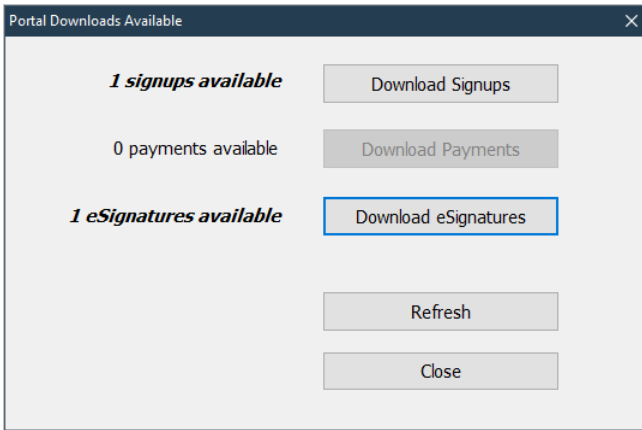 Portal Downloads Available
1 signups available
Download Signups
0 payments available
Download Payments
1 eSignatures available
Download eSignatures
Refresh
Close